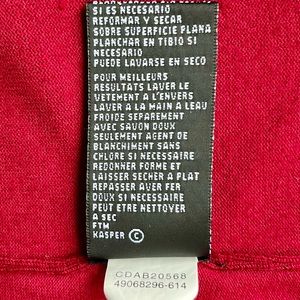 SI ES NECESARIO
REFORMAR Y SECAR
SOBRE SUPERFICIE PLANA
PLANCHAR EN TIBIO SI
NECESARIO
PUEDE LAVARSE EN SECO
POUR MEILLEURS
RESULTATS LAVER LE
VETEMENT A L'ENVERS
LAVER A LA MAIN A EAU
FROIDE SEPAREMENT
AVEC SAVON DOUX
SEULEMENT AGENT DE
BLANCHIMENT SANS
CHLORE SI NECESSAIRE
REDONNER FORME ET
LAISSER SECHER A PLAT
REPASSER AVER FER
DOUX SI NECESSAIRE
PEUT ETRE NETTOYER
A SEC
FTM
KASPER C
CDAB20568
49068296-614